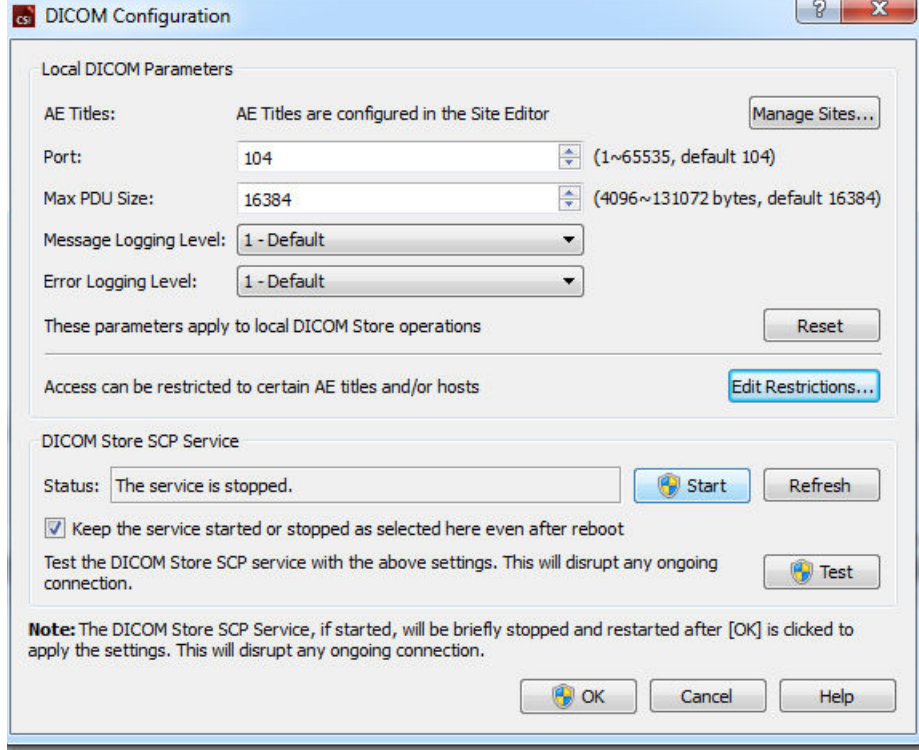 csi DICOM Configuration
Local DICOM Parameters
AE Titles: AE Titles are configured in the Site Editor Manage Sites...
Port: 104 (1~65535, default 104)
Max PDU Size: 16384 (4096~131072 bytes, default 16384)
Message Logging Level: 1 - Default
Error Logging Level: 1 - Default
These parameters apply to local DICOM Store operations Reset
Access can be restricted to certain AE titles and/or hosts Edit Restrictions...
DICOM Store SCP Service
Status: The service is stopped. Start Refresh
Keep the service started or stopped as selected here even after reboot
Test the DICOM Store SCP service with the above settings. This will disrupt any ongoing
connection. Test
Note: The DICOM Store SCP Service, if started, will be briefly stopped and restarted after [OK] is clicked to
apply the settings. This will disrupt any ongoing connection.
OK Cancel Help